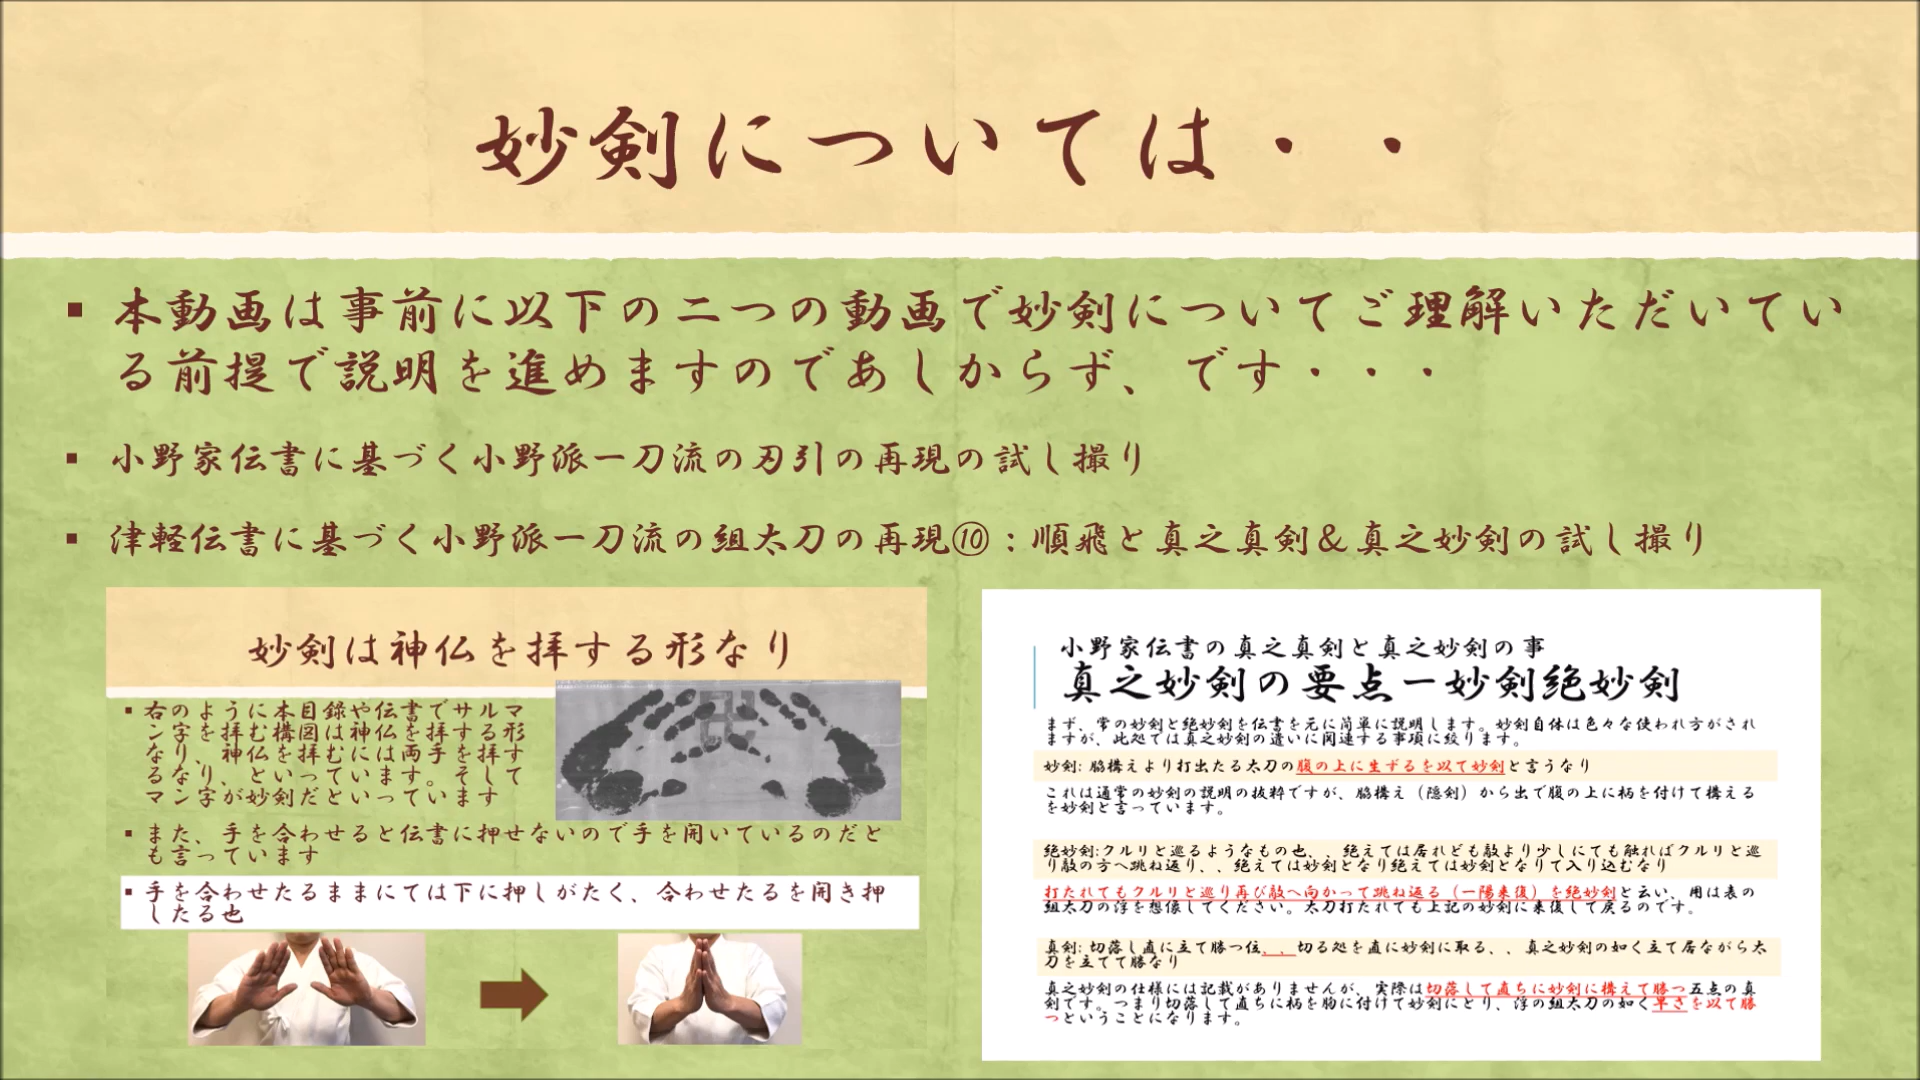 妙剣については・・
▪ 本動画は事前に以下の二つの動画で妙剣についてご理解いただいてい
る前提で説明を進めますのであしからず、です・・・
▪ 小野家伝書に基づく小野派一刀流の刃引の再現の試し撮り
▪ 津軽伝書に基づく小野派一刀流の組太刀の再現⑩：順飛と真之真剣＆真之妙剣の試し撮り
妙剣は神仏を拝する形なり
▪ 右のように本目録や伝書でサルマ
ン字を拝む構図は神仏を拝する形
なり、神仏を拝むには両手を拝す
るなり、といっています。そして
マン字が妙剣だといっています
▪ また、手を合わせると伝書に押せないので手を開いているのだと
も言っています
▪ 手を合わせたるままにては下に押しがたく、合わせたるを開き押
したる也
小野家伝書の真之真剣と真之妙剣の事
真之妙剣の要点ー妙剣絶妙剣
まず、常の妙剣と絶妙剣を伝書を元に簡単に説明します。妙剣自体は色々な使われ方がされ
ますが、此処では真之妙剣の遣いに関連する事項に絞ります。
妙剣: 脇構えより打出たる太刀の腹の上に生ずるを以て妙剣と言うなり
これは通常の妙剣の説明の抜粋ですが、脇構え（隠剣）から出で腹の上に柄を付けて構える
を妙剣と言っています。
絶妙剣:クルリと巡るようなもの也、、絶えては居れども敵より少しにても触ればクルリと巡
り敵の方へ跳ね返り、、絶えては妙剣となり絶えては妙剣となりて入り込むなり
打たれてもクルリと巡り再び敵へ向かって跳ね返る（一陽来復）を絶妙剣と云い、用は表の
組太刀の浮を想像してください。太刀打たれても上記の妙剣に来復して戻るのです。
真剣: 切落し直に立て勝つ位、、切る処を直に妙剣に取る、、真之妙剣の如く立て居ながら太
刀を立てて勝なり
真之妙剣の仕様には記載がありませんが、実際は切落して直ちに妙剣に構えて勝つ五点の真
剣です。つまり切落して直ちに柄を胸に付けて妙剣にとり、浮の組太刀の如く早さを以て勝
つということになります。